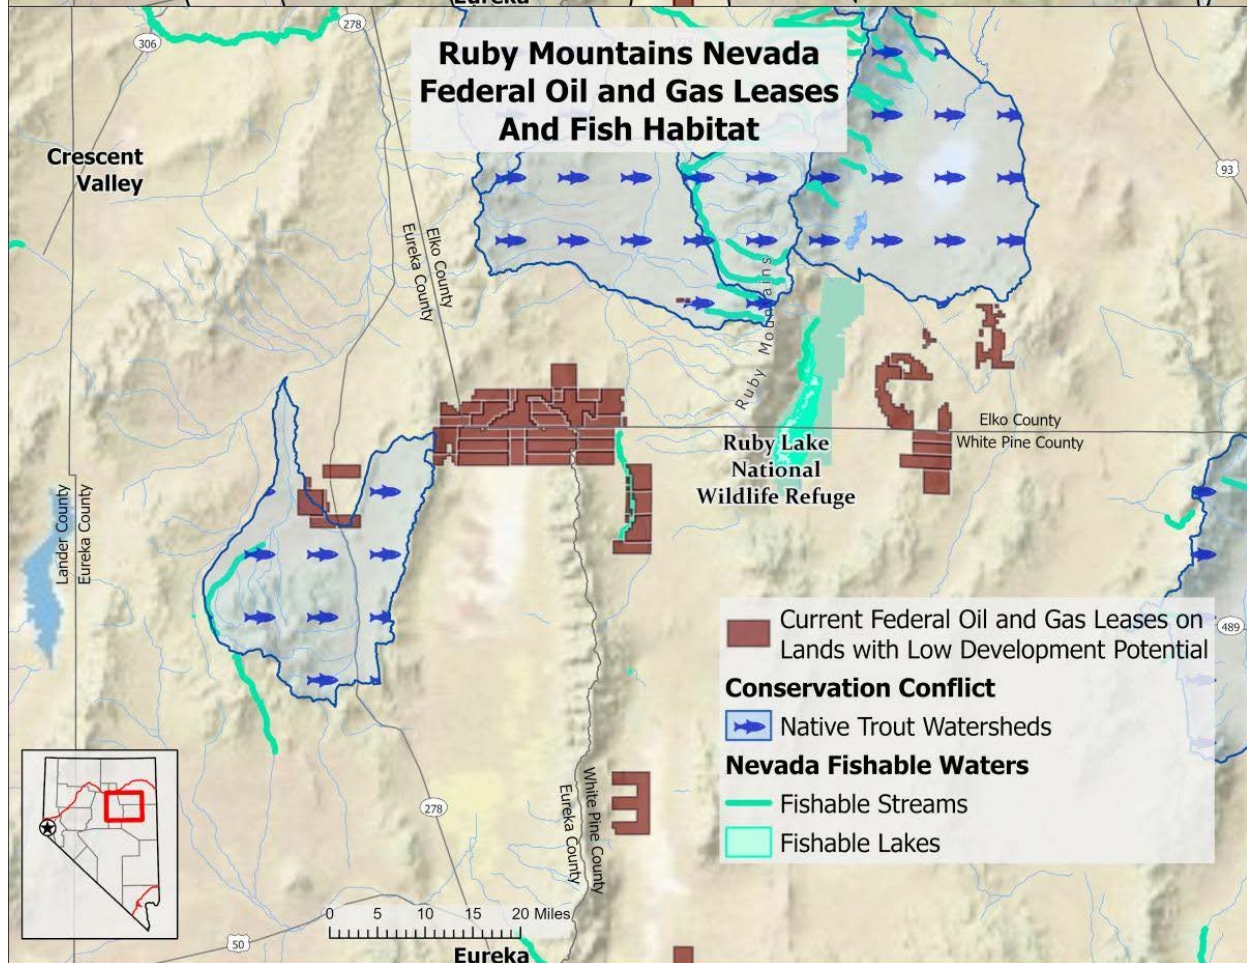 Eureka
306
278
Ruby Mountains Nevada
Federal Oil and Gas Leases
And Fish Habitat
Crescent
Valley
93
Elko County
Eureka County
Ruby Mountains
Elko County
White Pine County
Ruby Lake
National
Wildlife Refuge
Lander County
Eureka County
Current Federal Oil and Gas Leases on
Lands with Low Development Potential
489
Conservation Conflict
Native Trout Watersheds
Nevada Fishable Waters
Fishable Streams
Fishable Lakes
White Pine County
Eureka County
278
0 5 10 15 20 Miles
50
Eureka